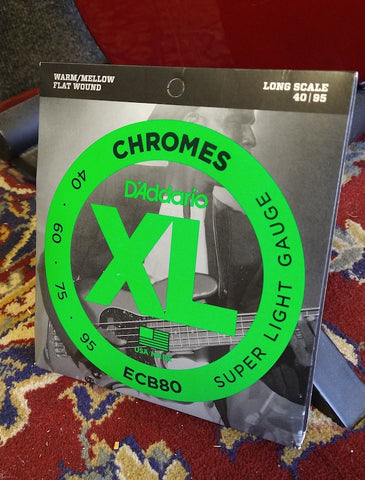 WARM/MELLOW
FLAT WOUND
LONG SCALE
40 | 95
CHROMES
D'Addario
XL
40 • 60 • 75 • 95
SUPER LIGHT GAUGE
USA MADE
ECB80